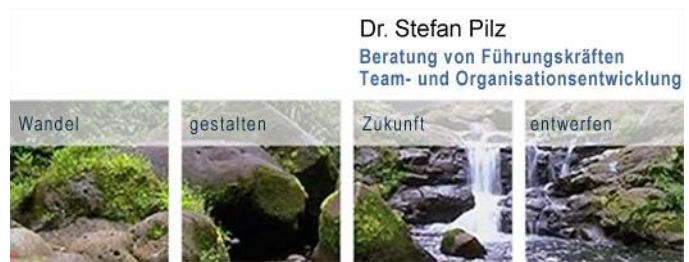 Dr. Stefan Pilz
Beratung von Führungskräften
Team- und Organisationsentwicklung
Wandel gestalten Zukunft entwerfen